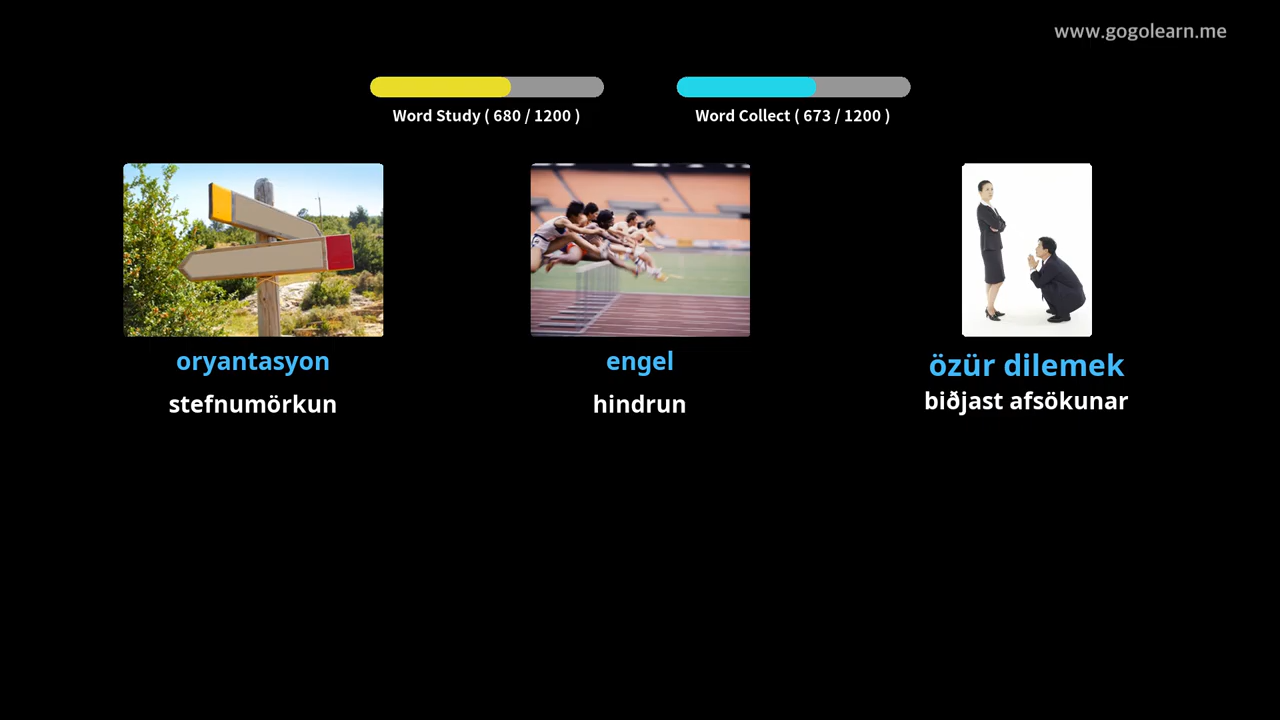 www.gogolearn.me
Word Study ( 680 / 1200 )
Word Collect ( 673 / 1200 )
oryantasyon
engel
özür dilemek
stefnumörkun
hindrun
biðjast afsökunar